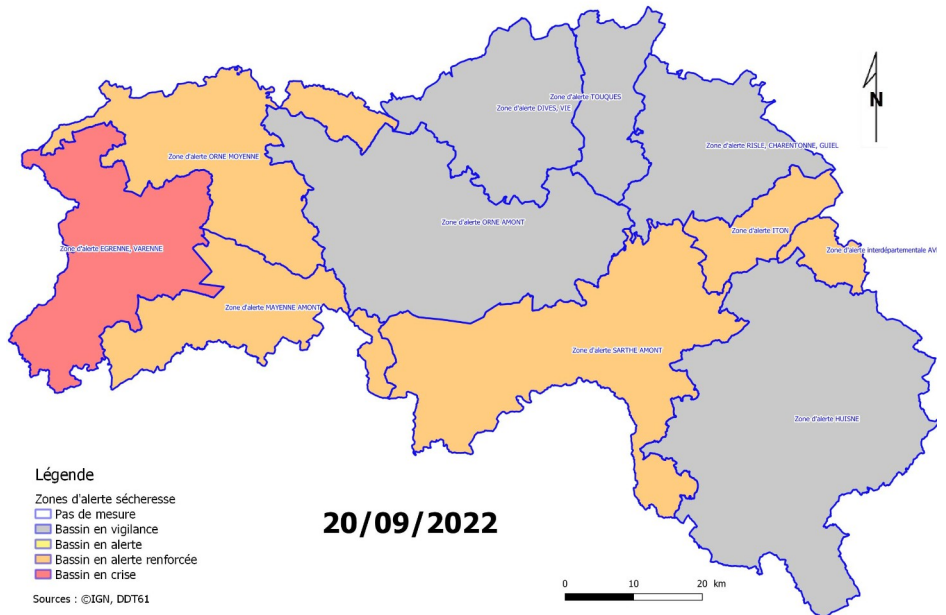 Zone d'alerte TOUQUES
Zone d'alerte DIVES, VIE
N
Zone d'alerte RISLE, CHARENTONNE, GUIEL
Zone d'alerte ORNE MOYENNE
Zone d'alerte ORNE AMONT
Zone d'alerte ITON
Zone d'alerte EGRENNE, VARENNE
Zone d'alerte interdépartementale AV
Zone d'alerte MAYENNE AMONT
Zone d'alerte SARTHE AMONT
Zone d'alerte HUISNE
Légende
Zones d'alerte sécheresse
Pas de mesure
Bassin en vigilance
Bassin en alerte
Bassin en alerte renforcée
Bassin en crise
20/09/2022
0 10 20 km
Sources : ©IGN, DDT61